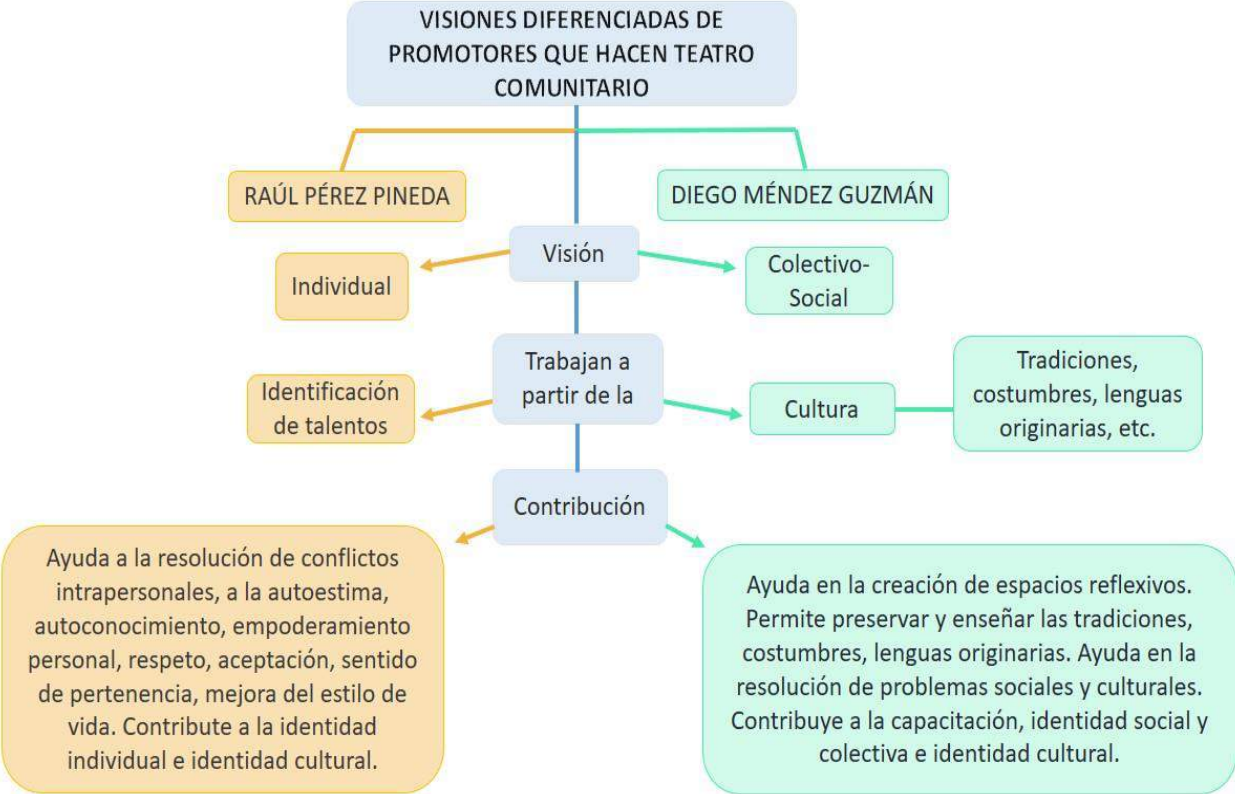 VISIONES DIFERENCIADAS DE
PROMOTORES QUE HACEN TEATRO
COMUNITARIO
RAÚL PÉREZ PINEDA
DIEGO MÉNDEZ GUZMÁN
Visión
Individual
Colectivo-
Social
Trabajan a
partir de la
Identificación
de talentos
Cultura
Tradiciones,
costumbres, lenguas
originarias, etc.
Contribución
Ayuda a la resolución de conflictos
intrapersonales, a la autoestima,
autoconocimiento, empoderamiento
personal, respeto, aceptación, sentido
de pertenencia, mejora del estilo de
vida. Contribute a la identidad
individual e identidad cultural.
Ayuda en la creación de espacios reflexivos.
Permite preservar y enseñar las tradiciones,
costumbres, lenguas originarias. Ayuda en la
resolución de problemas sociales y culturales.
Contribuye a la capacitación, identidad social y
colectiva e identidad cultural.